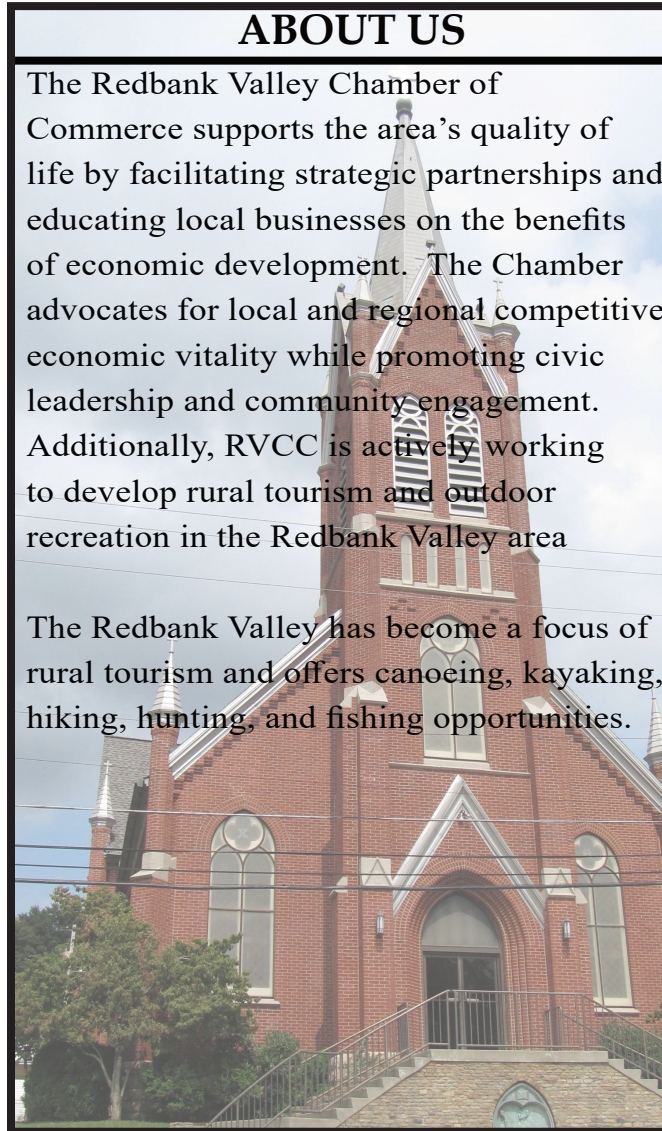 ABOUT US
The Redbank Valley Chamber of
Commerce supports the area's quality of
life by facilitating strategic partnerships and
educating local businesses on the benefits
of economic development.  The Chamber
advocates for local and regional competitive
economic vitality while promoting civic
leadership and community engagement.
Additionally, RVCC is actively working
to develop rural tourism and outdoor
recreation in the Redbank Valley area
The Redbank Valley has become a focus of
rural tourism and offers canoeing, kayaking,
hiking, hunting, and fishing opportunities.